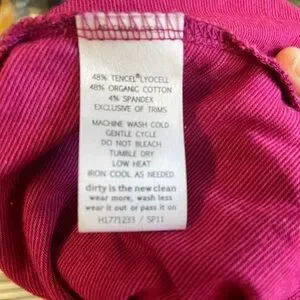 48% TENCEL® LYOCELL
48% ORGANIC COTTON
4% SPANDEX
EXCLUSIVE OF TRIMS
MACHINE WASH COLD
GENTLE CYCLE
DO NOT BLEACH
TUMBLE DRY
LOW HEAT
IRON COOL AS NEEDED
dirty is the new clean
wear more, wash less
wear it out or pass it on
H1771233 / SP11